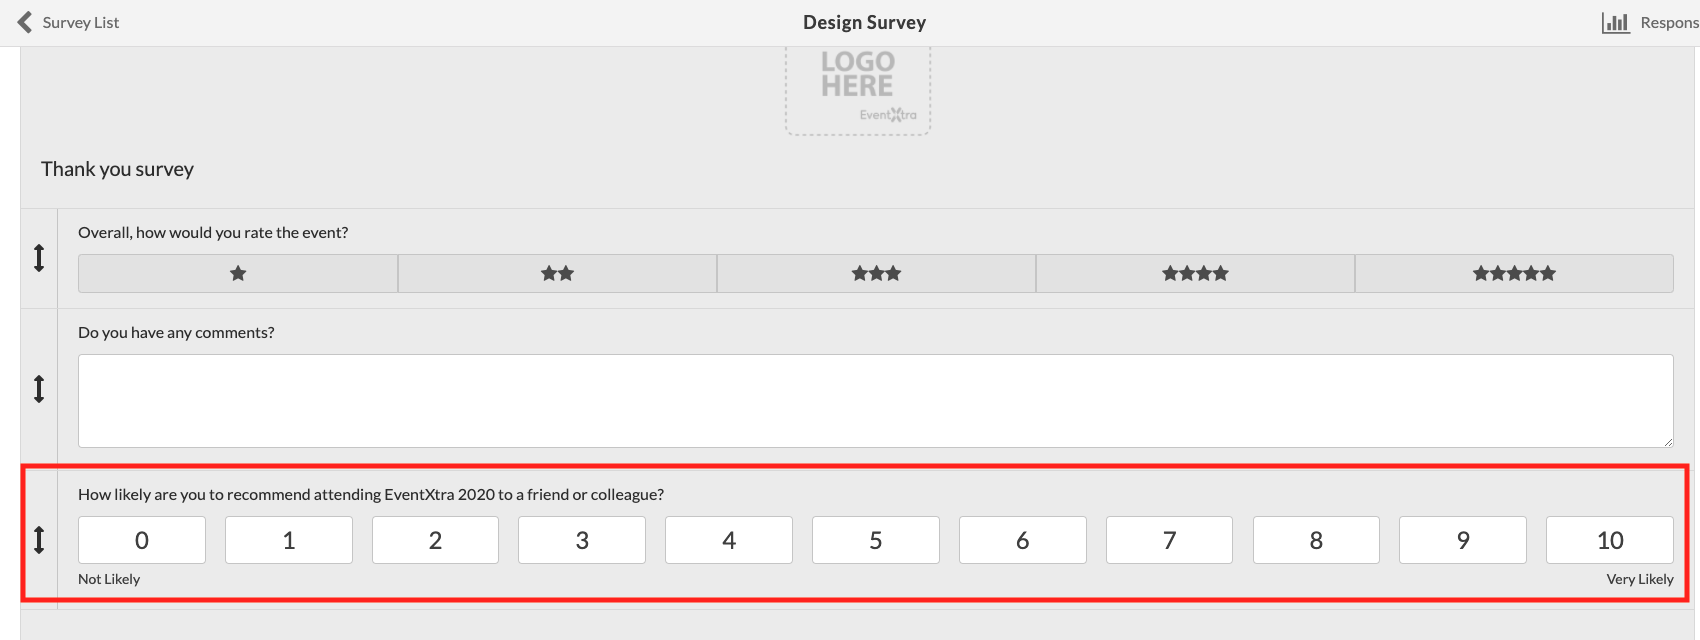 Survey List
Design Survey
Respons
LOGO
HERE
EventXtra
Thank you survey
Overall, how would you rate the event?
Do you have any comments?
How likely are you to recommend attending EventXtra 2020 to a friend or colleague?
0 1 2 3 4 5 6 7 8 9 10
Not Likely
Very Likely